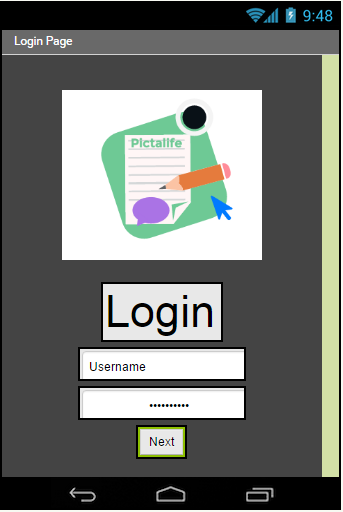 9:48
Login Page
Pictalife
Login
Username
••••••••••
Next